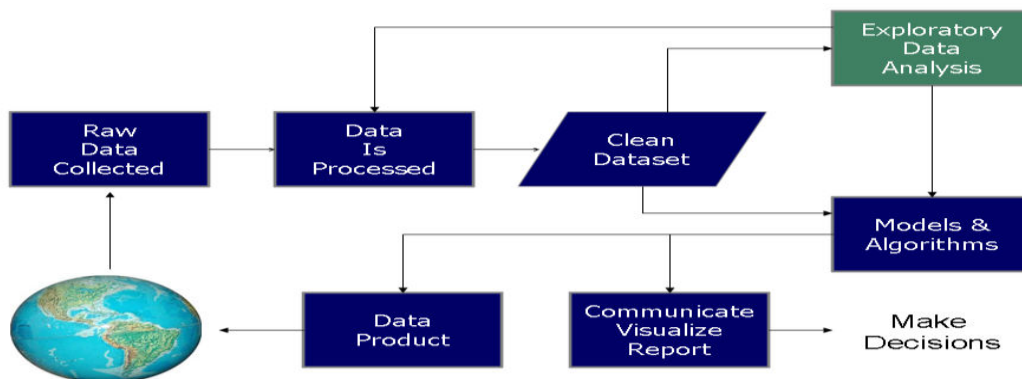 Exploratory
Data
Analysis
Raw
Data
Collected
Data
Is
Processed
Clean
Dataset
Models &
Algorithms
Data
Product
Communicate
Visualize
Report
Make
Decisions